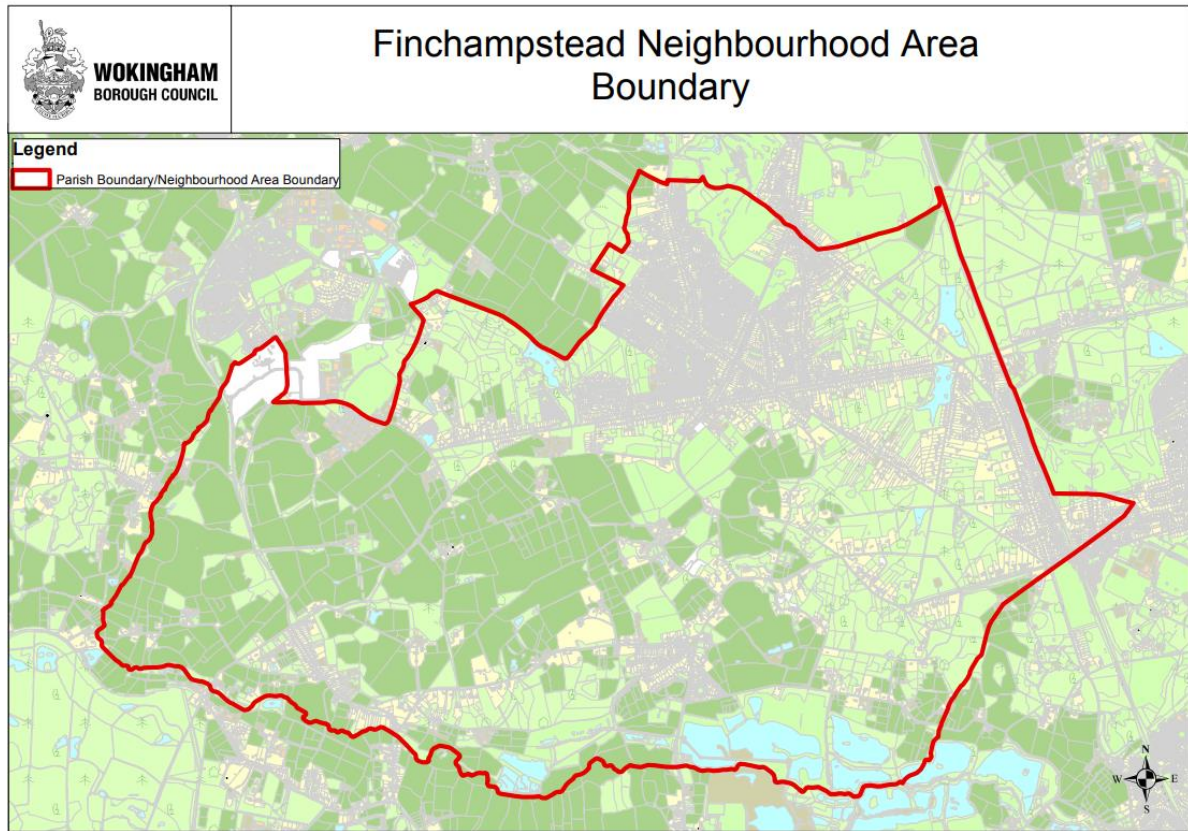 WOKINGHAM
BOROUGH COUNCIL
Finchampstead Neighbourhood Area
Boundary
Legend
Parish Boundary/Neighbourhood Area Boundary
N
W
E
S